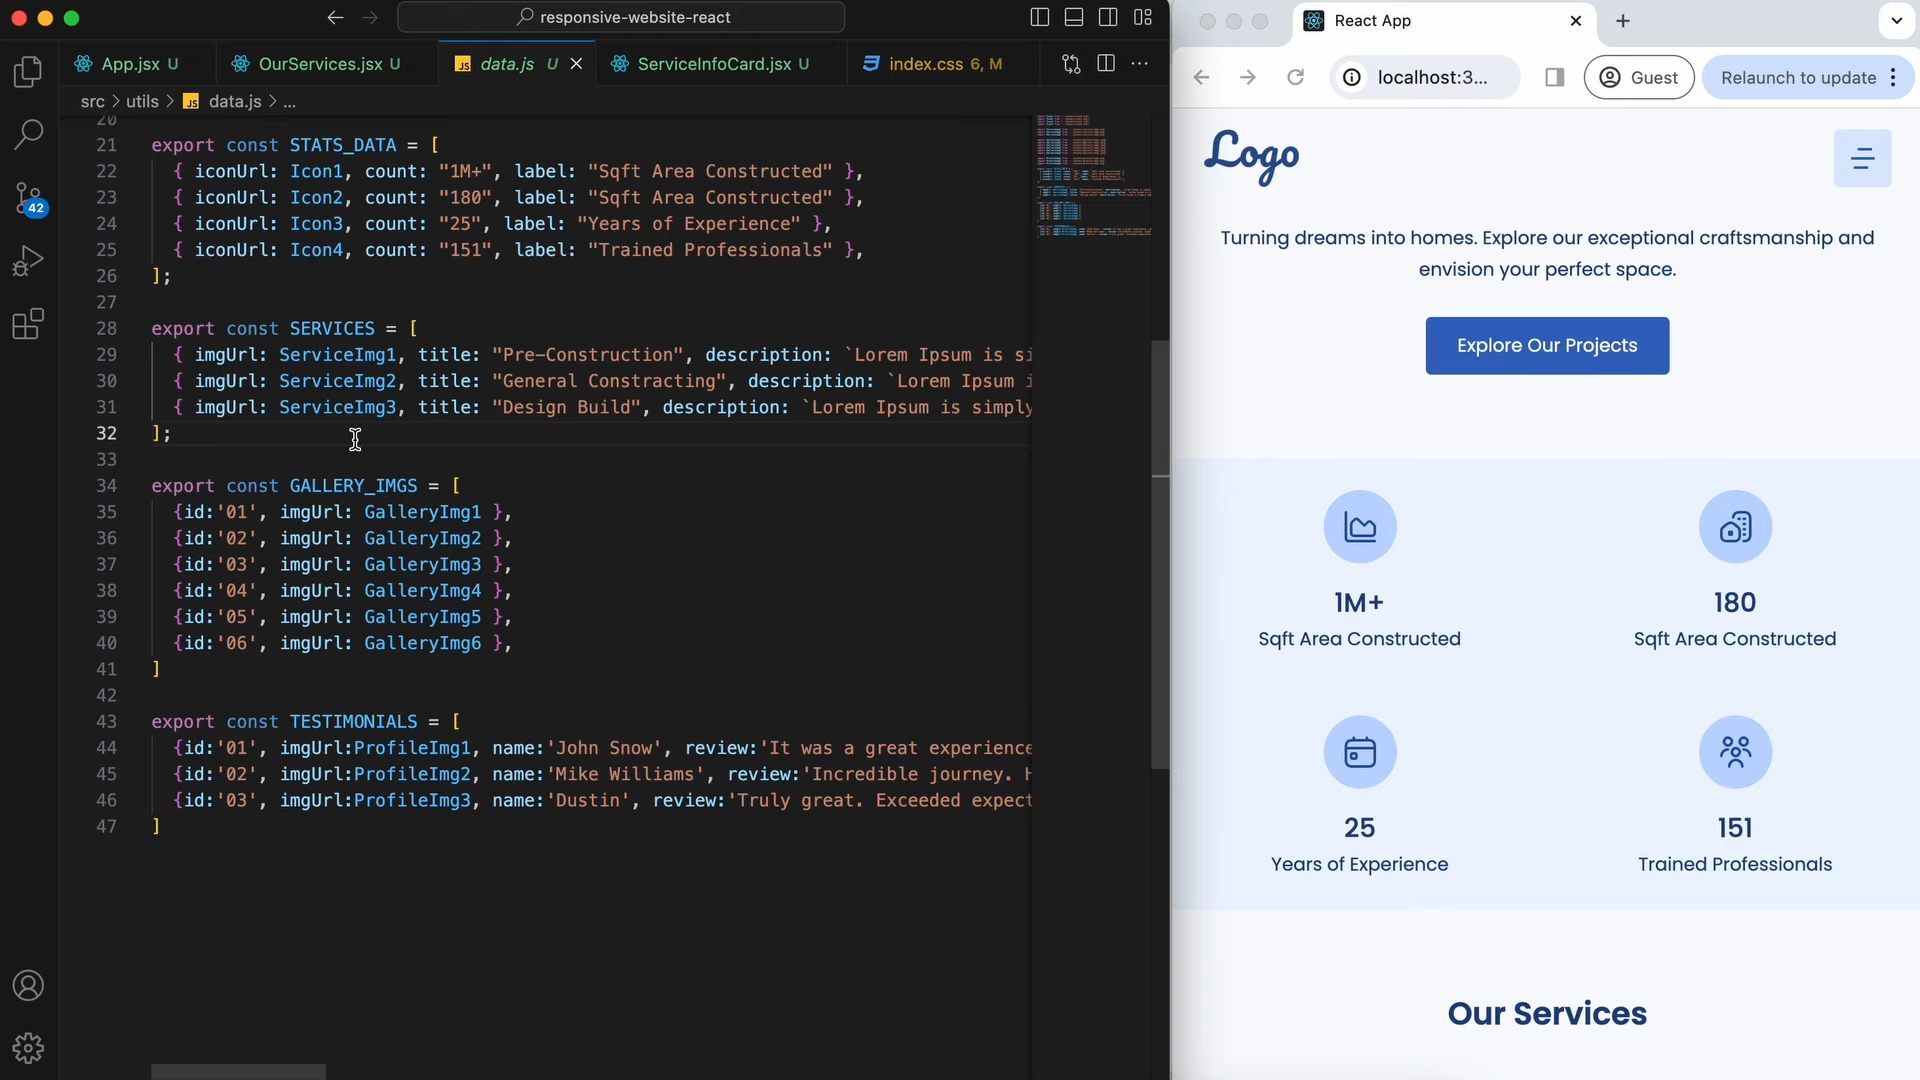 responsive-website-react
App.jsx U
OurServices.jsx U
data.js U
ServiceInfoCard.jsx U
index.css 6, M
src > utils > JS data.js > ...
20
21 export const STATS_DATA = [
22 { iconUrl: Icon1, count: "1M+", label: "Sqft Area Constructed" },
23 { iconUrl: Icon2, count: "180", label: "Sqft Area Constructed" },
24 { iconUrl: Icon3, count: "25", label: "Years of Experience" },
25 { iconUrl: Icon4, count: "151", label: "Trained Professionals" },
26 ];
27
28 export const SERVICES = [
29 { imgUrl: ServiceImg1, title: "Pre-Construction", description: `Lorem Ipsum is si
30 { imgUrl: ServiceImg2, title: "General Constracting", description: `Lorem Ipsum i
31 { imgUrl: ServiceImg3, title: "Design Build", description: `Lorem Ipsum is simply
32 ];
33
34 export const GALLERY_IMGS = [
35 {id:'01', imgUrl: GalleryImg1 },
36 {id:'02', imgUrl: GalleryImg2 },
37 {id:'03', imgUrl: GalleryImg3 },
38 {id:'04', imgUrl: GalleryImg4 },
39 {id:'05', imgUrl: GalleryImg5 },
40 {id:'06', imgUrl: GalleryImg6 },
41 ]
42
43 export const TESTIMONIALS = [
44 {id:'01', imgUrl:ProfileImg1, name:'John Snow', review:'It was a great experience
45 {id:'02', imgUrl:ProfileImg2, name:'Mike Williams', review:'Incredible journey. H
46 {id:'03', imgUrl:ProfileImg3, name:'Dustin', review:'Truly great. Exceeded expect
47 ]
42
React App
localhost:3...
Guest
Relaunch to update
Logo
Turning dreams into homes. Explore our exceptional craftsmanship and
envision your perfect space.
Explore Our Projects
1M+
Sqft Area Constructed
180
Sqft Area Constructed
25
Years of Experience
151
Trained Professionals
Our Services